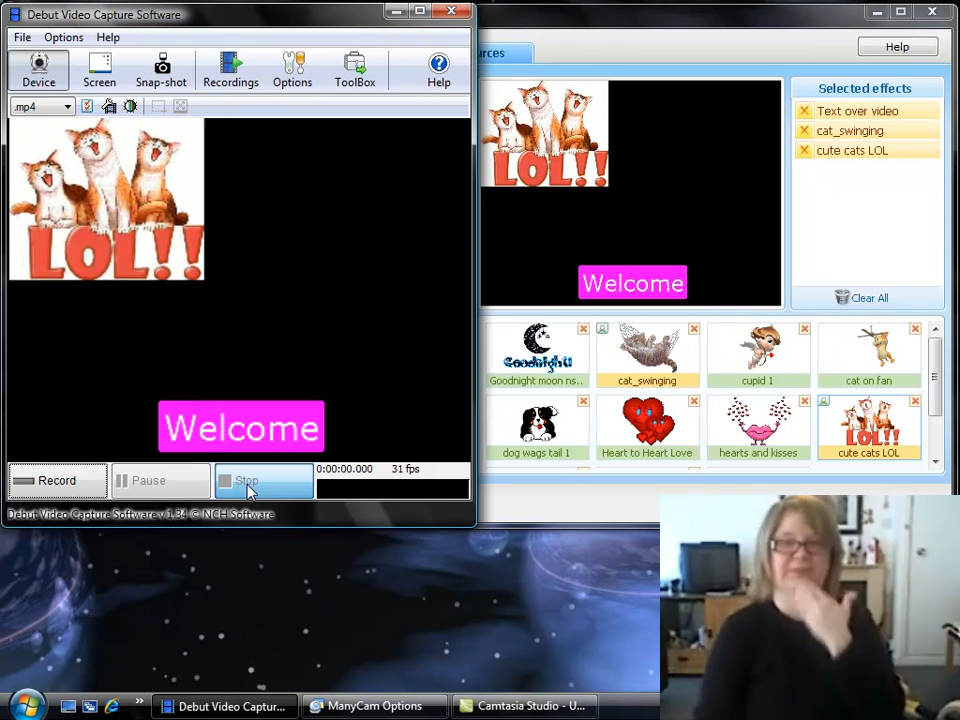 Debut Video Capture Software
File Options Help
Device Screen Snap-shot Recordings Options ToolBox Help
.mp4
LOL!!
Welcome
Record Pause Stop 0:00:00.000 31 fps
Debut Video Capture Software v 1.34 © NCH Software
urces
Help
LOL!!
Welcome
Selected effects
Text over video
cat_swinging
cute cats LOL
Clear All
Goodnight
Goodnight moon ns..
cat_swinging
cupid 1
cat on fan
dog wags tail 1
Heart to Heart Love
hearts and kisses
LOL!!
cute cats LOL
Debut Video Captur...
ManyCam Options
Camtasia Studio - U...